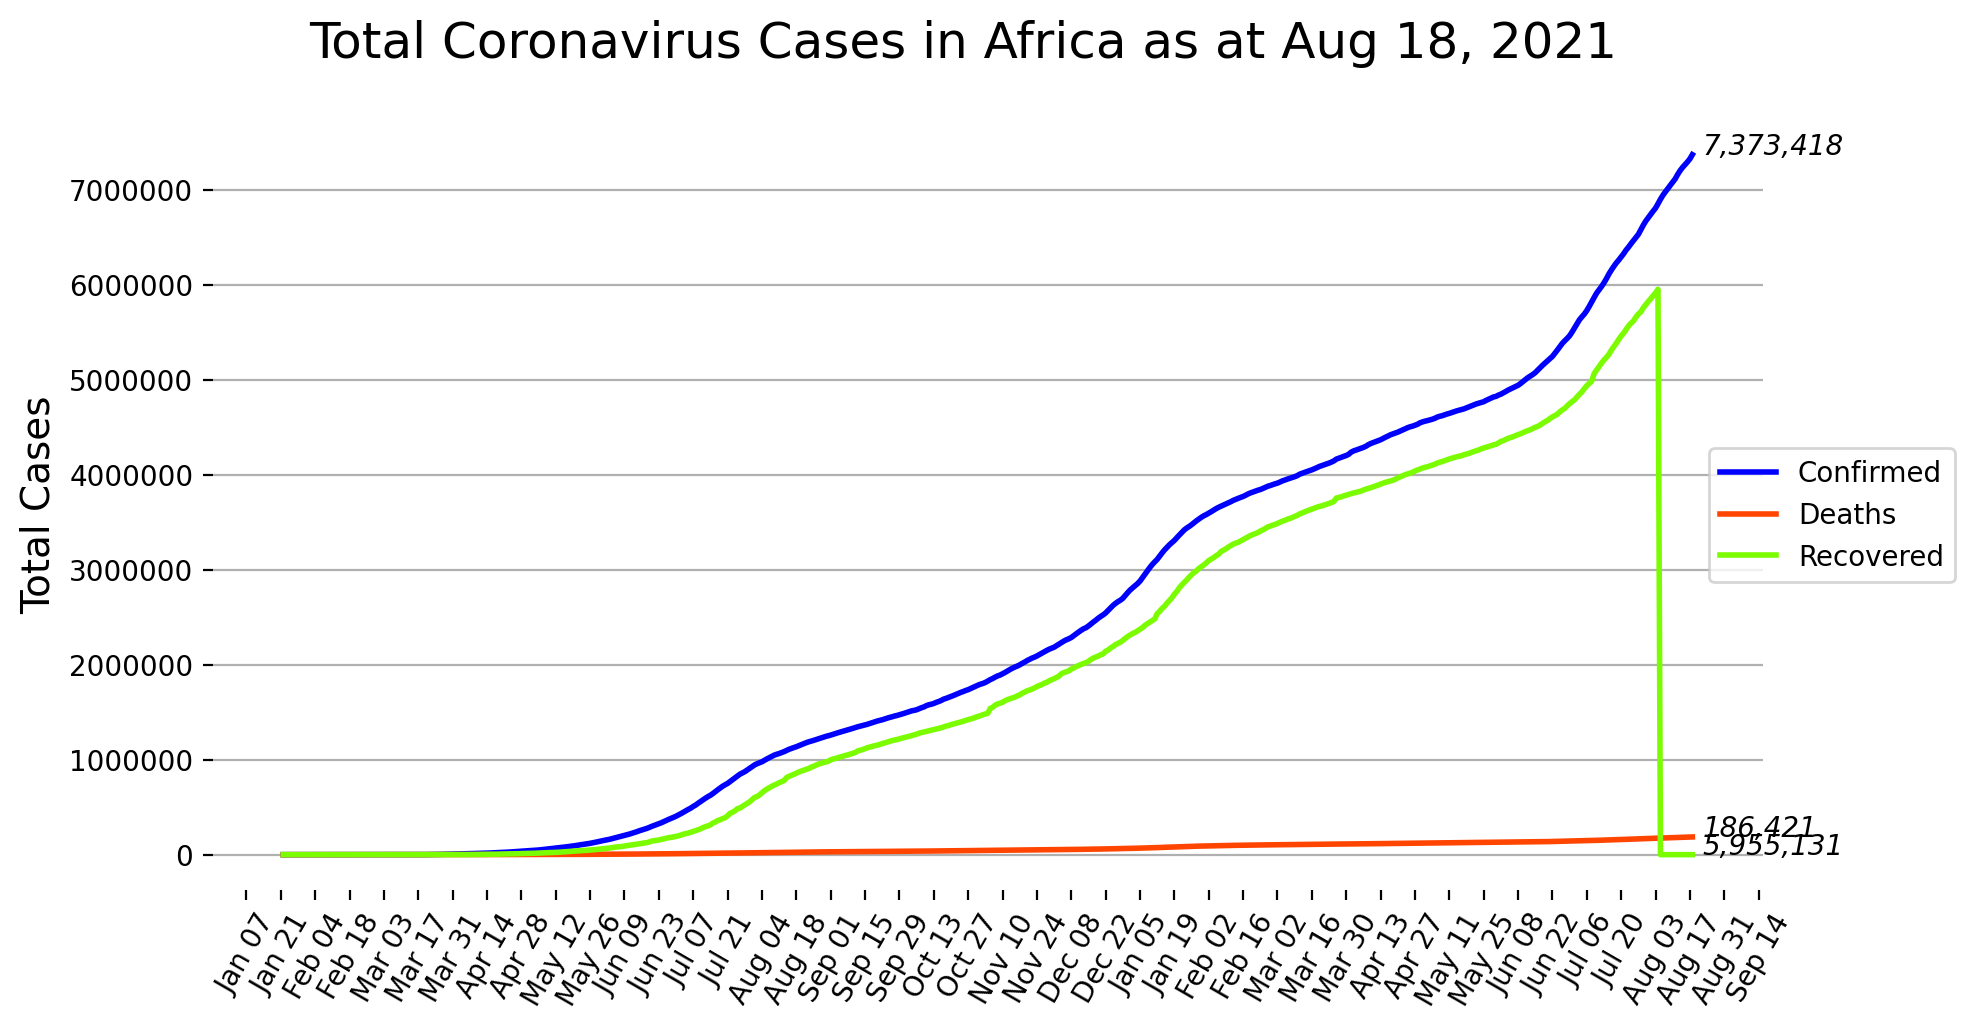 Total Coronavirus Cases in Africa as at Aug 18, 2021
Total Cases
7000000
6000000
5000000
4000000
3000000
2000000
1000000
0
7,373,418
186,421
5,955,131
Confirmed
Deaths
Recovered
Jan 07
Jan 21
Feb 04
Feb 18
Mar 03
Mar 17
Mar 31
Apr 14
Apr 28
May 12
May 26
Jun 09
Jun 23
Jul 07
Jul 21
Aug 04
Aug 18
Sep 01
Sep 15
Sep 29
Oct 13
Oct 27
Nov 10
Nov 24
Dec 08
Dec 22
Jan 05
Jan 19
Feb 02
Feb 16
Mar 02
Mar 16
Mar 30
Apr 13
Apr 27
May 11
May 25
Jun 08
Jun 22
Jul 06
Jul 20
Aug 03
Aug 17
Aug 31
Sep 14